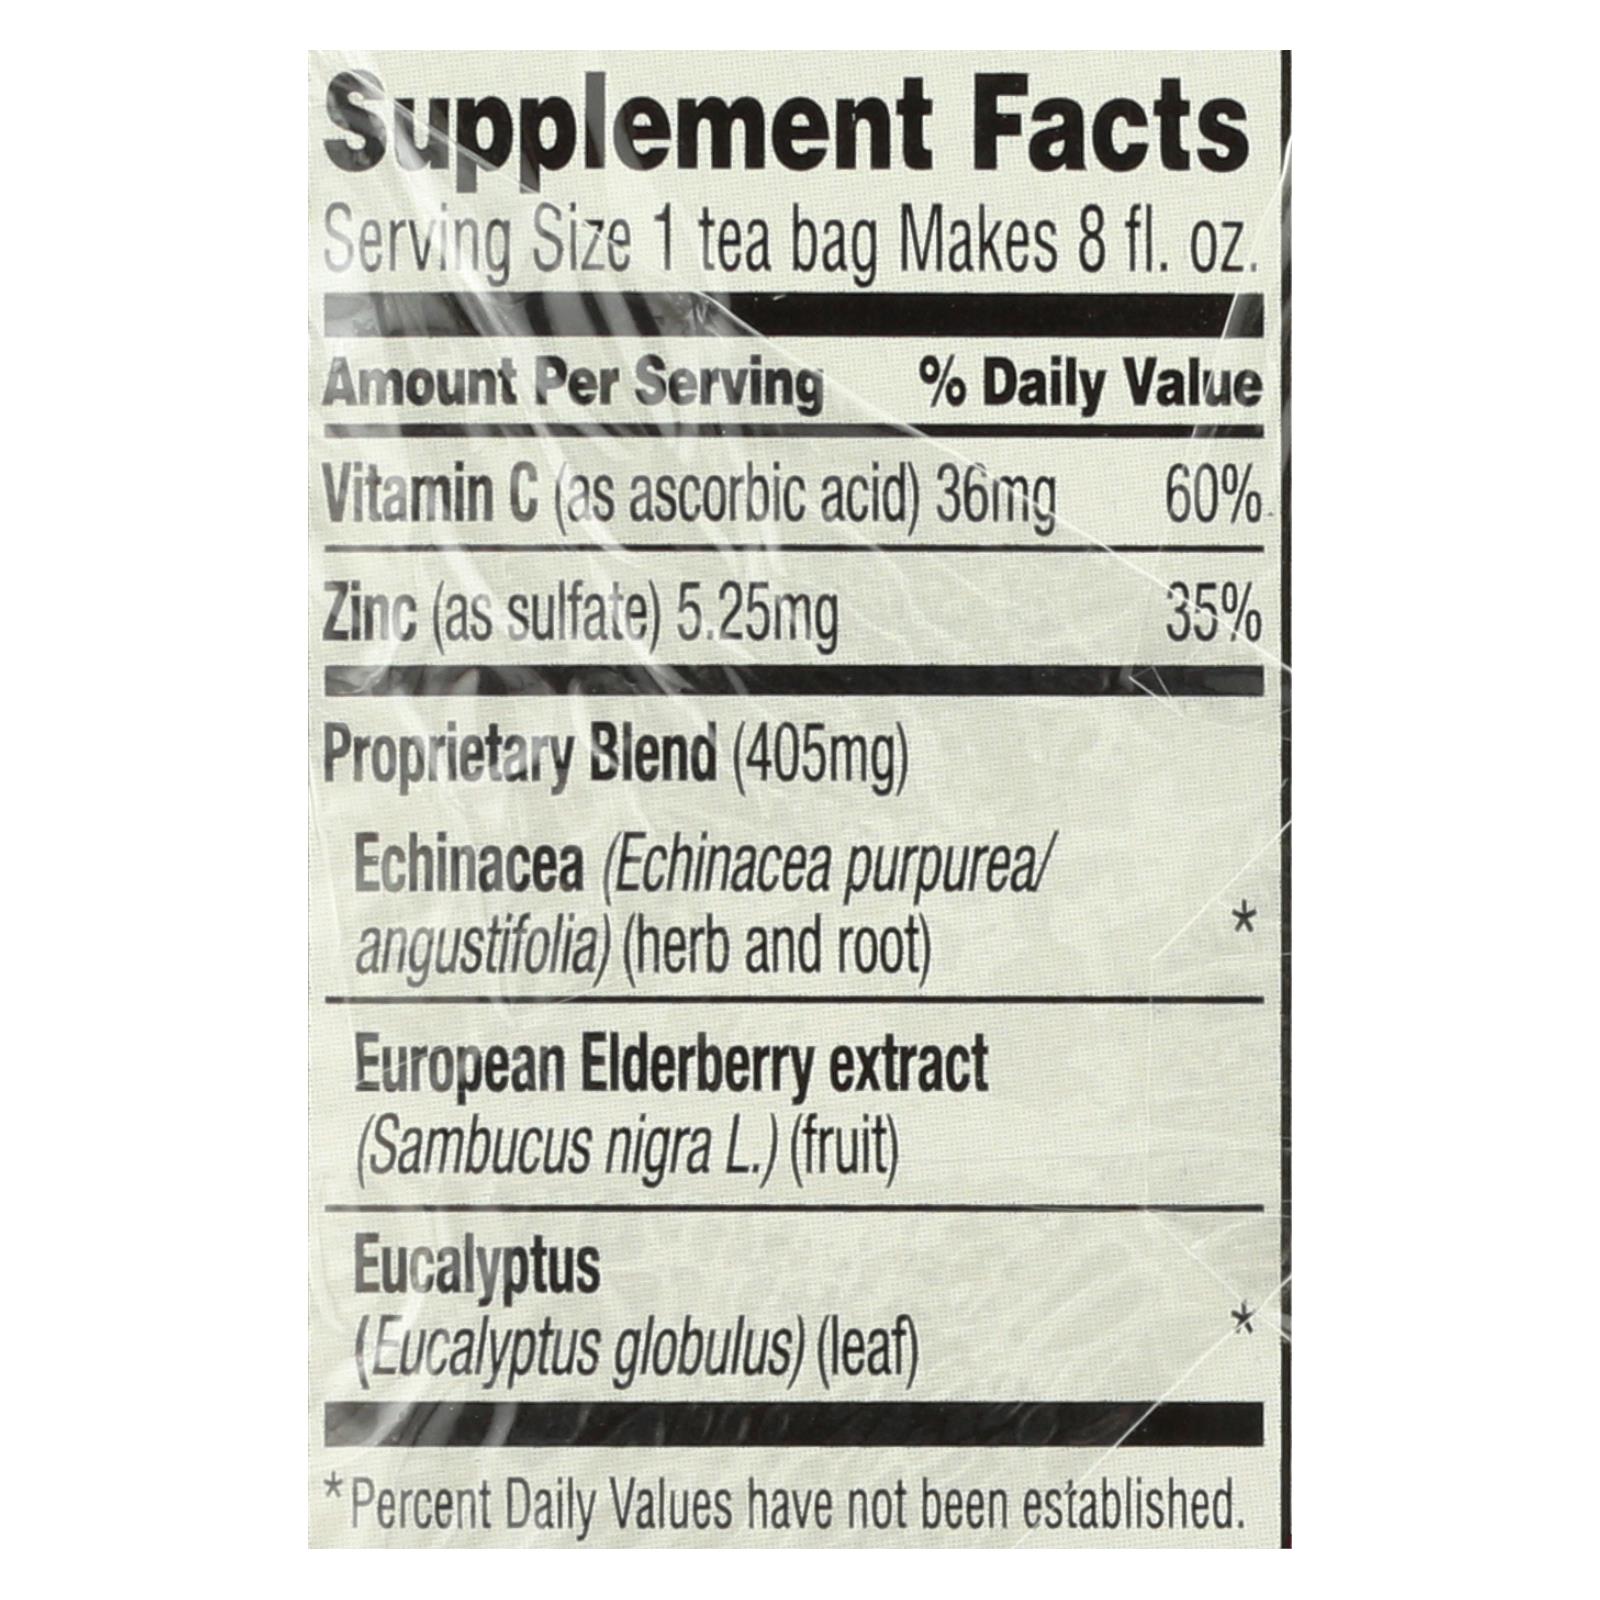 Supplement Facts
Serving Size 1 tea bag Makes 8 fl. oz.
Amount Per Serving % Daily Value
Vitamin C (as ascorbic acid) 36mg 60%
Zinc (as sulfate) 5.25mg 35%
Proprietary Blend (405mg)
Echinacea (Echinacea purpurea/
angustifolia) (herb and root) *
European Elderberry extract
(Sambucus nigra L.) (fruit)
Eucalyptus
(Eucalyptus globulus) (leaf) *
*Percent Daily Values have not been established.